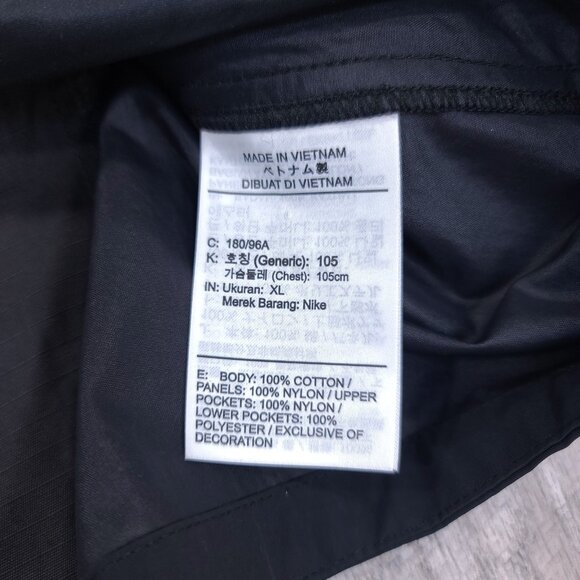 MADE IN VIETNAM
ベトナム製
DIBUAT DI VIETNAM
C: 180/96A
K: 호칭 (Generic): 105
가슴둘레 (Chest): 105cm
IN: Ukuran: XL
Merek Barang: Nike
E: BODY: 100% COTTON /
PANELS: 100% NYLON / UPPER
POCKETS: 100% NYLON /
LOWER POCKETS: 100%
POLYESTER / EXCLUSIVE OF
DECORATION